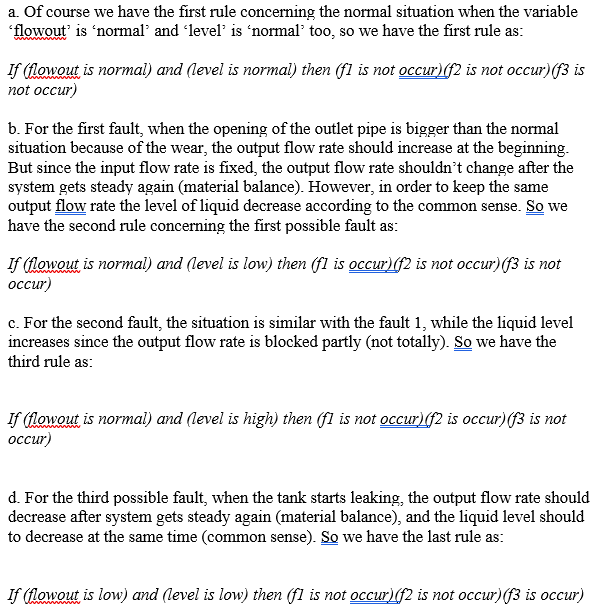 a. Of course we have the first rule concerning the normal situation when the variable
‘flowout’ is ‘normal’ and ‘level’ is ‘normal’ too, so we have the first rule as:
If (flowout is normal) and (level is normal) then (f1 is not occur)(f2 is not occur)(f3 is
not occur)
b. For the first fault, when the opening of the outlet pipe is bigger than the normal
situation because of the wear, the output flow rate should increase at the beginning.
But since the input flow rate is fixed, the output flow rate shouldn’t change after the
system gets steady again (material balance). However, in order to keep the same
output flow rate the level of liquid decrease according to the common sense. So we
have the second rule concerning the first possible fault as:
If (flowout is normal) and (level is low) then (f1 is occur)(f2 is not occur)(f3 is not
occur)
c. For the second fault, the situation is similar with the fault 1, while the liquid level
increases since the output flow rate is blocked partly (not totally). So we have the
third rule as:
If (flowout is normal) and (level is high) then (f1 is not occur)(f2 is occur)(f3 is not
occur)
d. For the third possible fault, when the tank starts leaking, the output flow rate should
decrease after system gets steady again (material balance), and the liquid level should
to decrease at the same time (common sense). So we have the last rule as:
If (flowout is low) and (level is low) then (f1 is not occur)(f2 is not occur)(f3 is occur)